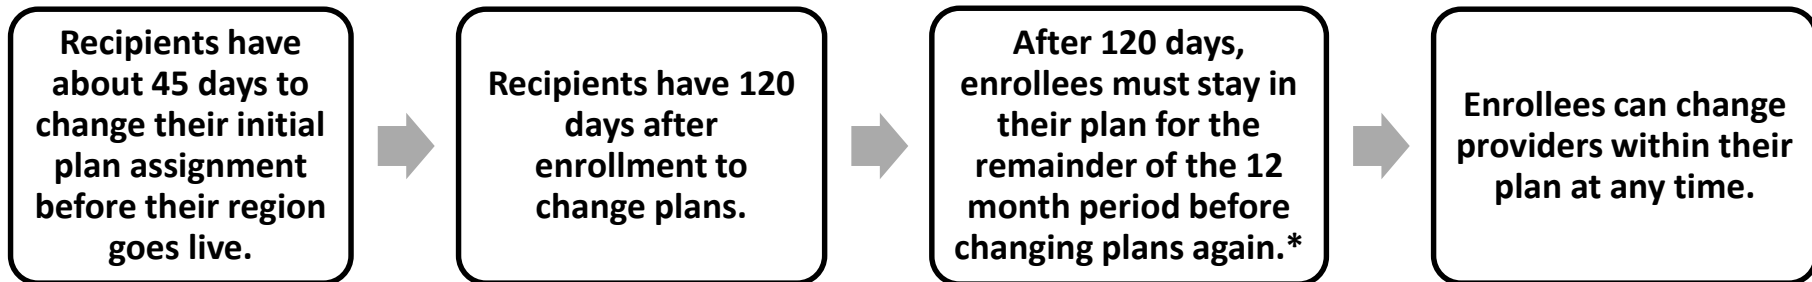 Recipients have
about 45 days to
change their initial
plan assignment
before their region
goes live.
Recipients have 120
days after
enrollment to
change plans.
After 120 days,
enrollees must stay in
their plan for the
remainder of the 12
month period before
changing plans again.*
Enrollees can change
providers within their
plan at any time.